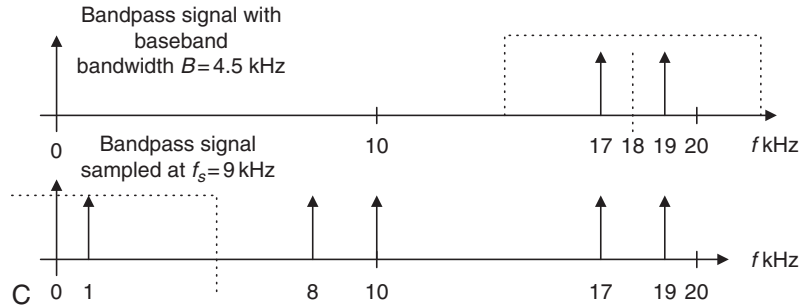 Bandpass signal with
baseband
bandwidth B = 4.5 kHz
0 10 17 18 19 20 f kHz
Bandpass signal
sampled at fs = 9 kHz
f kHz
C 0 1 8 10 17 19 20